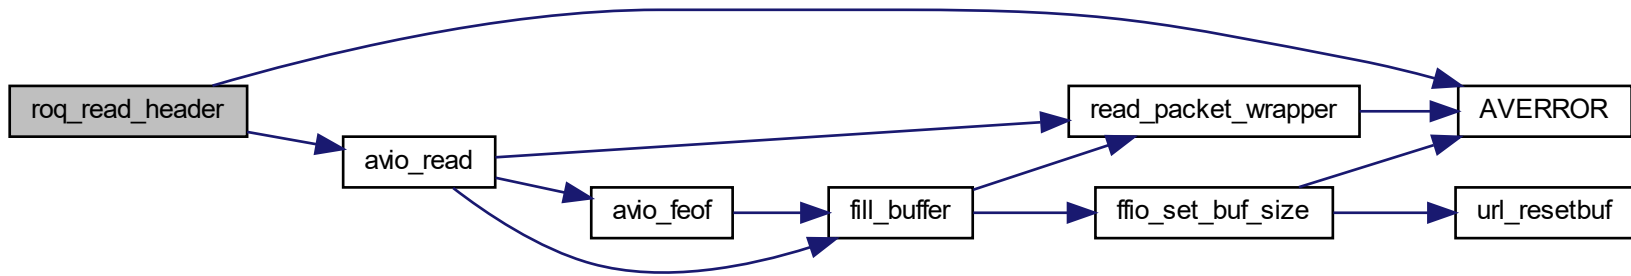 roq_read_header
avio_read
avio_feof
fill_buffer
read_packet_wrapper
ffio_set_buf_size
AVERROR
url_resetbuf